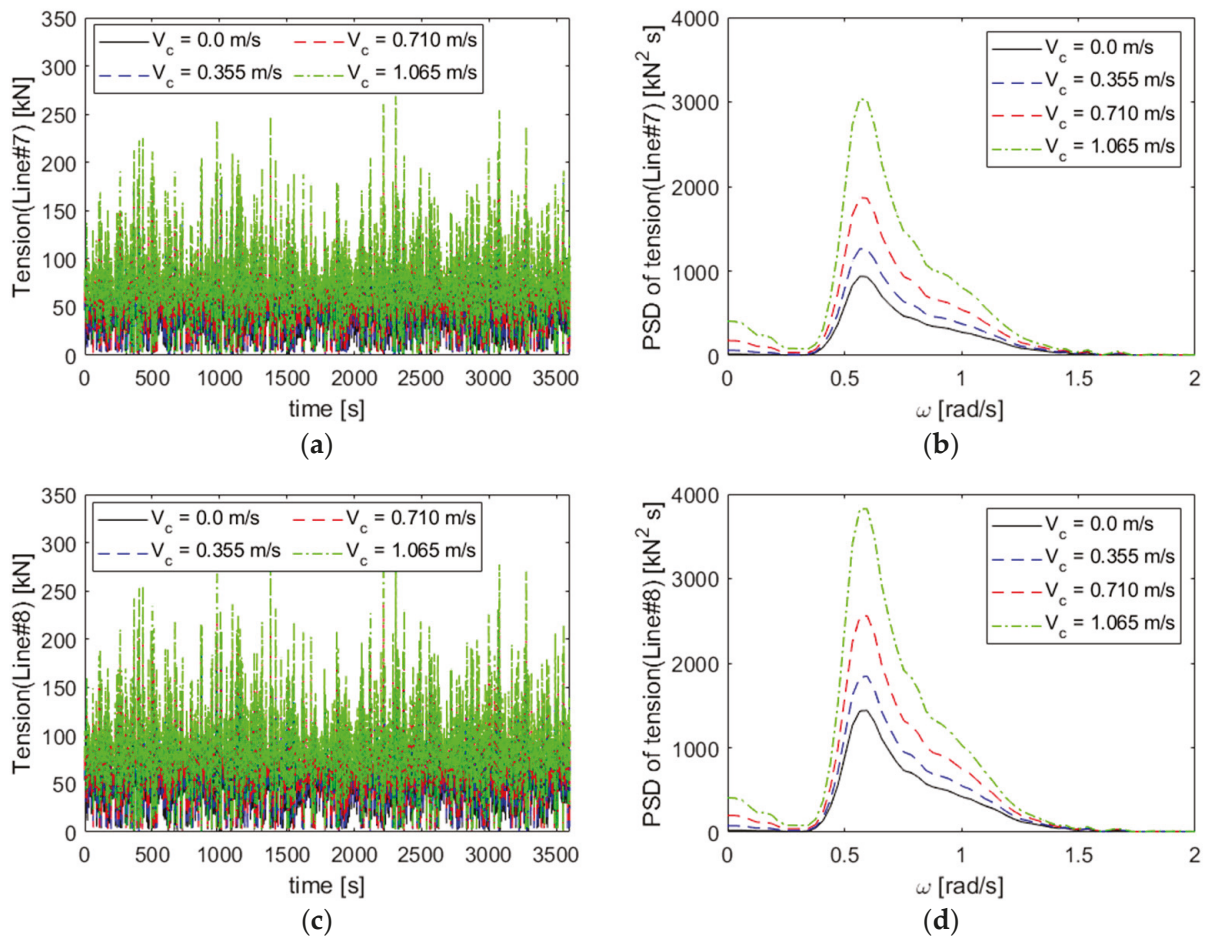 Tension(Line#7) [kN]
350
300
250
200
150
100
50
0
V_c = 0.0 m/s
V_c = 0.355 m/s
V_c = 0.710 m/s
V_c = 1.065 m/s
0 500 1000 1500 2000 2500 3000 3500
time [s]
(a)
PSD of tension(Line#7) [kN² s]
4000
3000
2000
1000
0
V_c = 0.0 m/s
V_c = 0.355 m/s
V_c = 0.710 m/s
V_c = 1.065 m/s
0 0.5 1 1.5 2
ω [rad/s]
(b)
Tension(Line#8) [kN]
350
300
250
200
150
100
50
0
V_c = 0.0 m/s
V_c = 0.355 m/s
V_c = 0.710 m/s
V_c = 1.065 m/s
0 500 1000 1500 2000 2500 3000 3500
time [s]
(c)
PSD of tension(Line#8) [kN² s]
4000
3000
2000
1000
0
V_c = 0.0 m/s
V_c = 0.355 m/s
V_c = 0.710 m/s
V_c = 1.065 m/s
0 0.5 1 1.5 2
ω [rad/s]
(d)